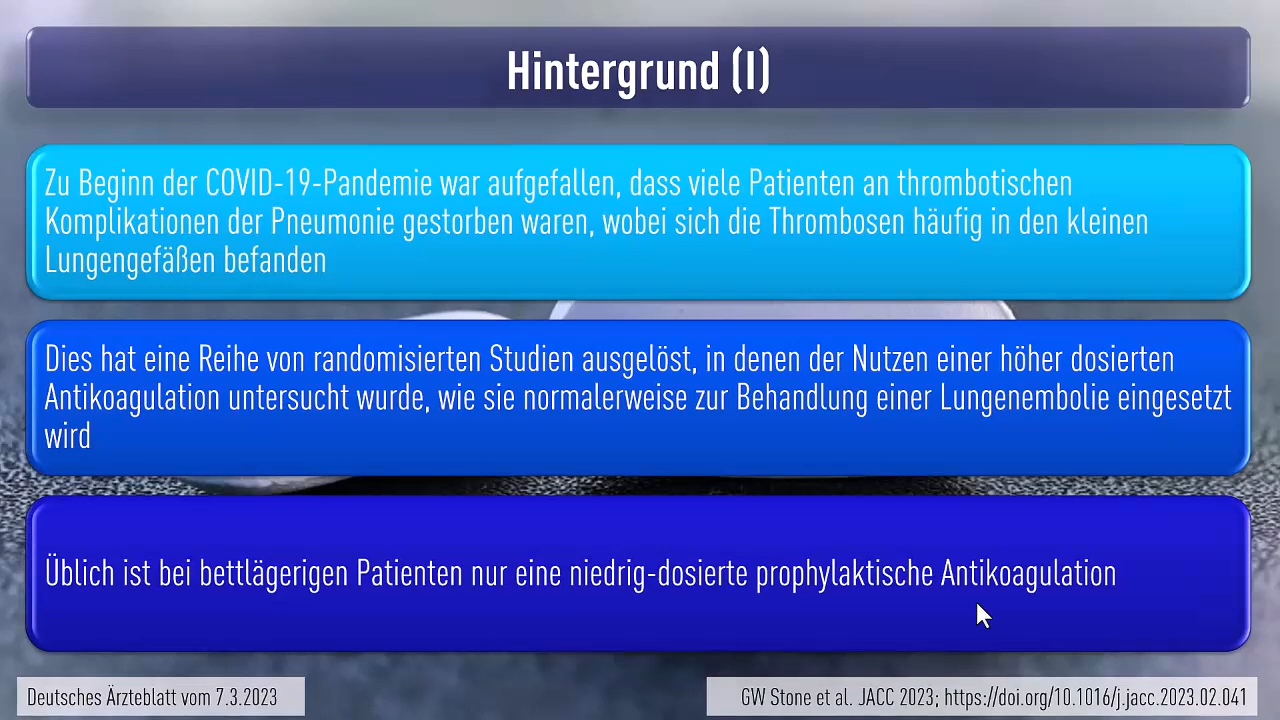 Hintergrund (I)
Zu Beginn der COVID-19-Pandemie war aufgefallen, dass viele Patienten an thrombotischen
Komplikationen der Pneumonie gestorben waren, wobei sich die Thrombosen häufig in den kleinen
Lungengefäßen befanden
Dies hat eine Reihe von randomisierten Studien ausgelöst, in denen der Nutzen einer höher dosierten
Antikoagulation untersucht wurde, wie sie normalerweise zur Behandlung einer Lungenembolie eingesetzt
wird
Üblich ist bei bettlägerigen Patienten nur eine niedrig-dosierte prophylaktische Antikoagulation
Deutsches Ärzteblatt vom 7.3.2023
GW Stone et al. JACC 2023; https://doi.org/10.1016/j.jacc.2023.02.041